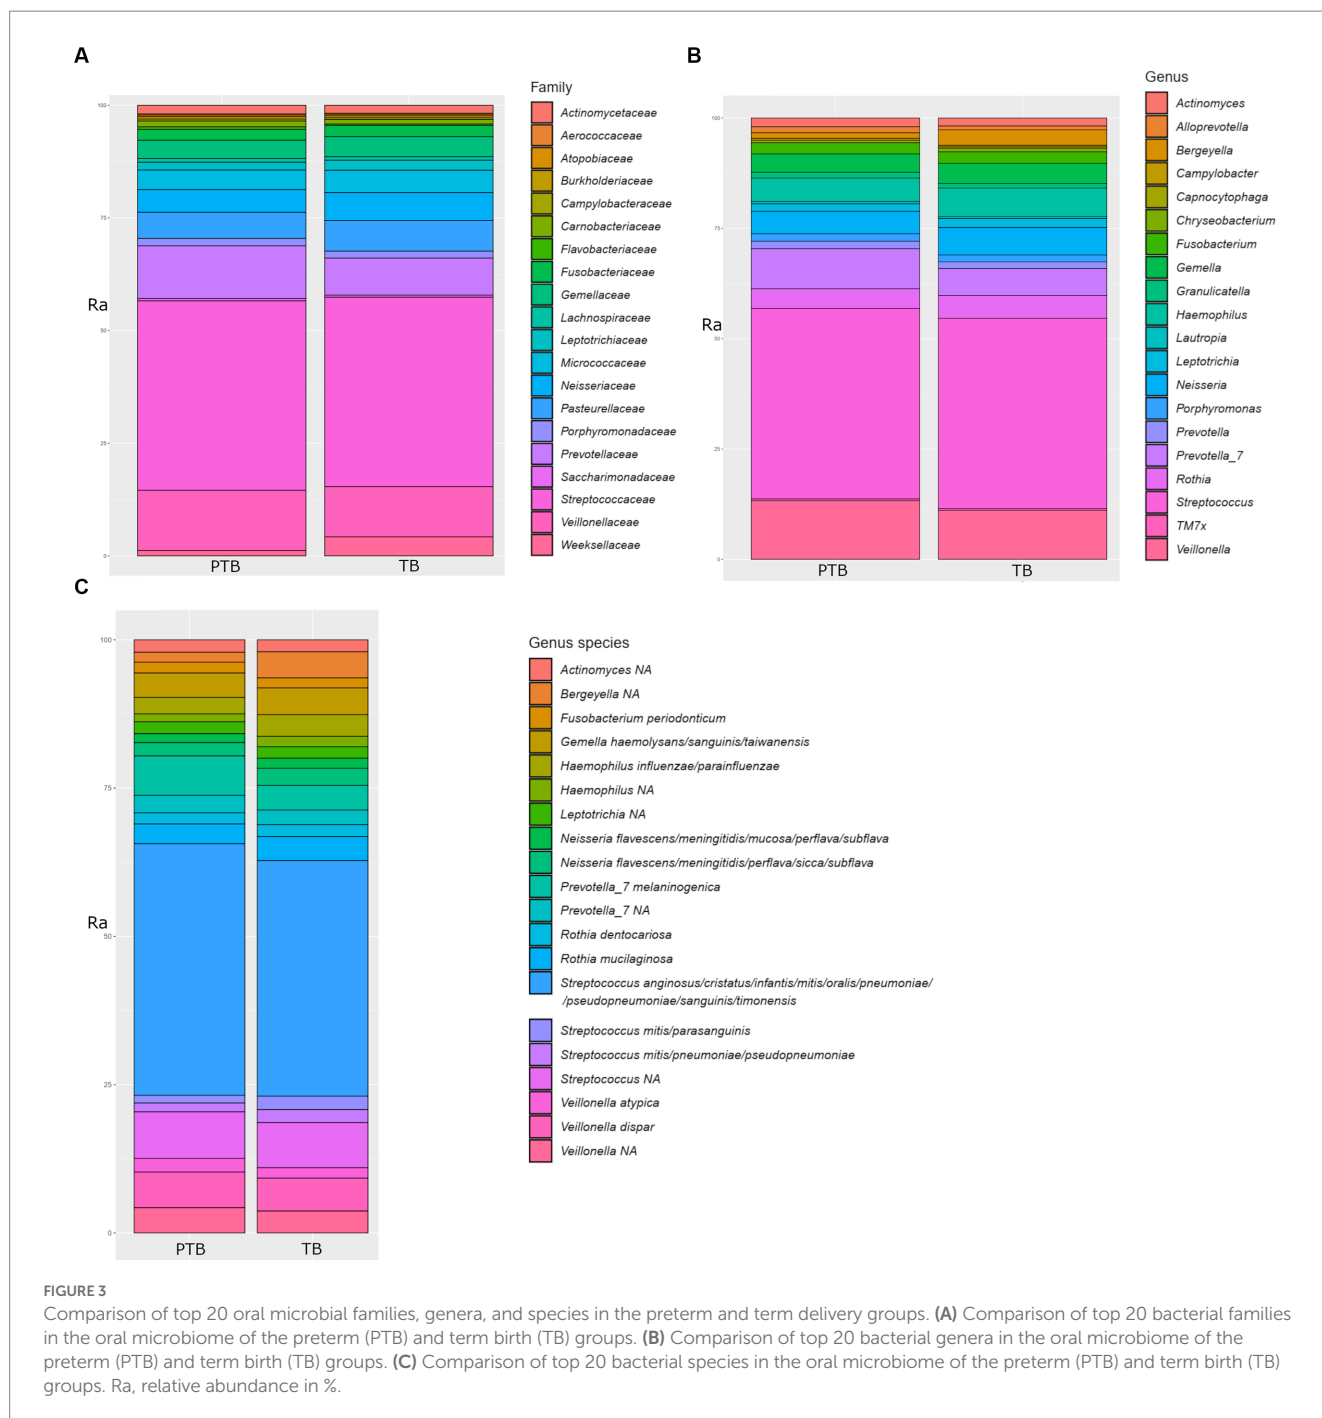 A
Family
Actinomycetaceae
Aerococcaceae
Atopobiaceae
Burkholderiaceae
Campylobacteraceae
Carnobacteriaceae
Flavobacteriaceae
Fusobacteriaceae
Gemellaceae
Lachnospiraceae
Leptotrichiaceae
Micrococcaceae
Neisseriaceae
Pasteurellaceae
Porphyromonadaceae
Prevotellaceae
Saccharimonadaceae
Streptococcaceae
Veillonellaceae
Weeksellaceae
100
75
Ra
50
25
0
PTB TB
B
Genus
Actinomyces
Alloprevotella
Bergeyella
Campylobacter
Capnocytophaga
Chryseobacterium
Fusobacterium
Gemella
Granulicatella
Haemophilus
Lautropia
Leptotrichia
Neisseria
Porphyromonas
Prevotella
Prevotella_7
Rothia
Streptococcus
TM7x
Veillonella
100
75
Ra
50
25
0
PTB TB
C
Genus species
Actinomyces NA
Bergeyella NA
Fusobacterium periodonticum
Gemella haemolysans/sanguinis/taiwanensis
Haemophilus influenzae/parainfluenzae
Haemophilus NA
Leptotrichia NA
Neisseria flavescens/meningitidis/mucosa/perflava/subflava
Neisseria flavescens/meningitidis/perflava/sicca/subflava
Prevotella_7 melaninogenica
Prevotella_7 NA
Rothia dentocariosa
Rothia mucilaginosa
Streptococcus anginosus/cristatus/infantis/mitis/oralis/pneumoniae/
/pseudopneumoniae/sanguinis/timonensis
Streptococcus mitis/parasanguinis
Streptococcus mitis/pneumoniae/pseudopneumoniae
Streptococcus NA
Veillonella atypica
Veillonella dispar
Veillonella NA
100
75
Ra
50
25
0
PTB TB
FIGURE 3
Comparison of top 20 oral microbial families, genera, and species in the preterm and term delivery groups. (A) Comparison of top 20 bacterial families
in the oral microbiome of the preterm (PTB) and term birth (TB) groups. (B) Comparison of top 20 bacterial genera in the oral microbiome of the
preterm (PTB) and term birth (TB) groups. (C) Comparison of top 20 bacterial species in the oral microbiome of the preterm (PTB) and term birth (TB)
groups. Ra, relative abundance in %.